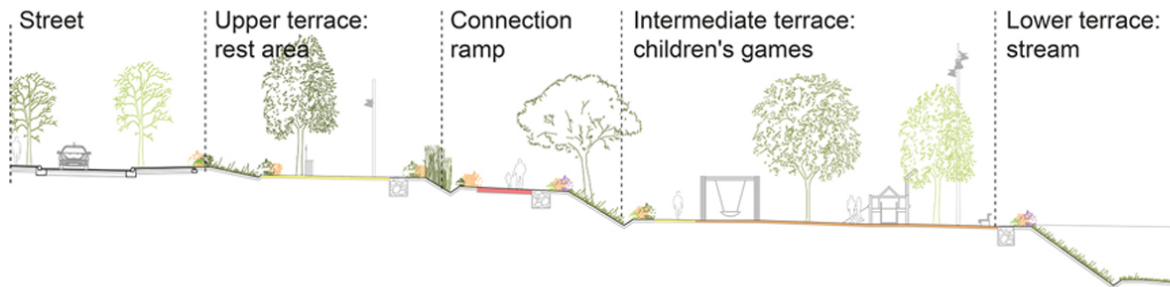 Street
Upper terrace:
rest area
Connection
ramp
Intermediate terrace:
children's games
Lower terrace:
stream